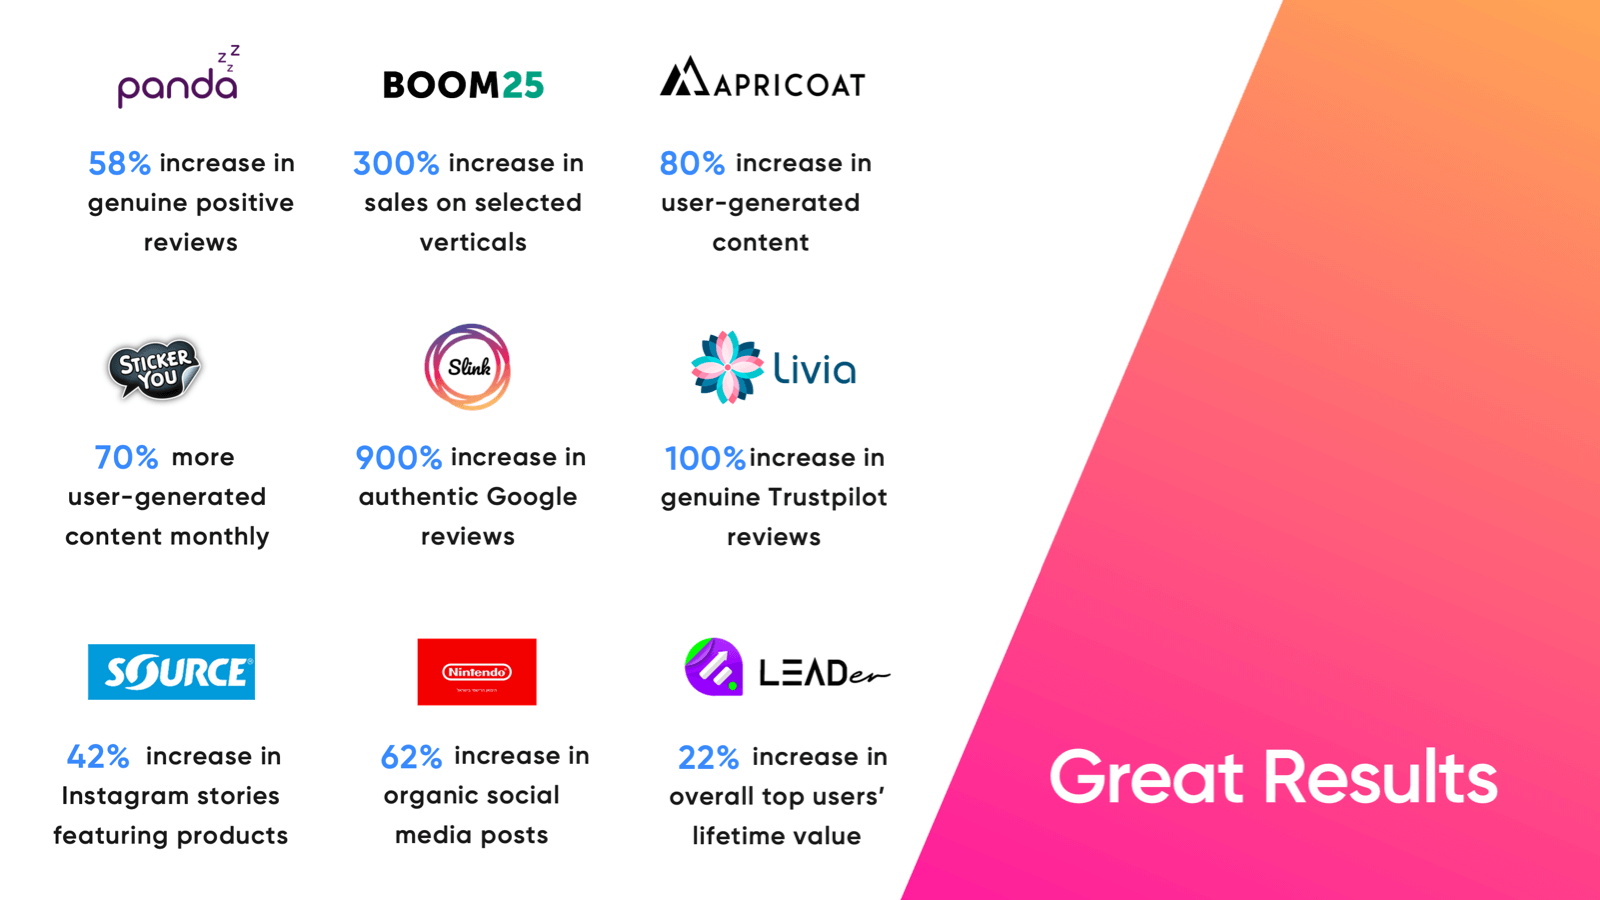 panda
z
z
z
BOOM25
APRICOAT
58% increase in
genuine positive
reviews
300% increase in
sales on selected
verticals
80% increase in
user-generated
content
STICKER
YOU
Slink
Livia
70% more
user-generated
content monthly
900% increase in
authentic Google
reviews
100% increase in
genuine Trustpilot
reviews
SOURCE®
Nintendo®
LEADer
42% increase in
Instagram stories
featuring products
62% increase in
organic social
media posts
22% increase in
overall top users’
lifetime value
Great Results